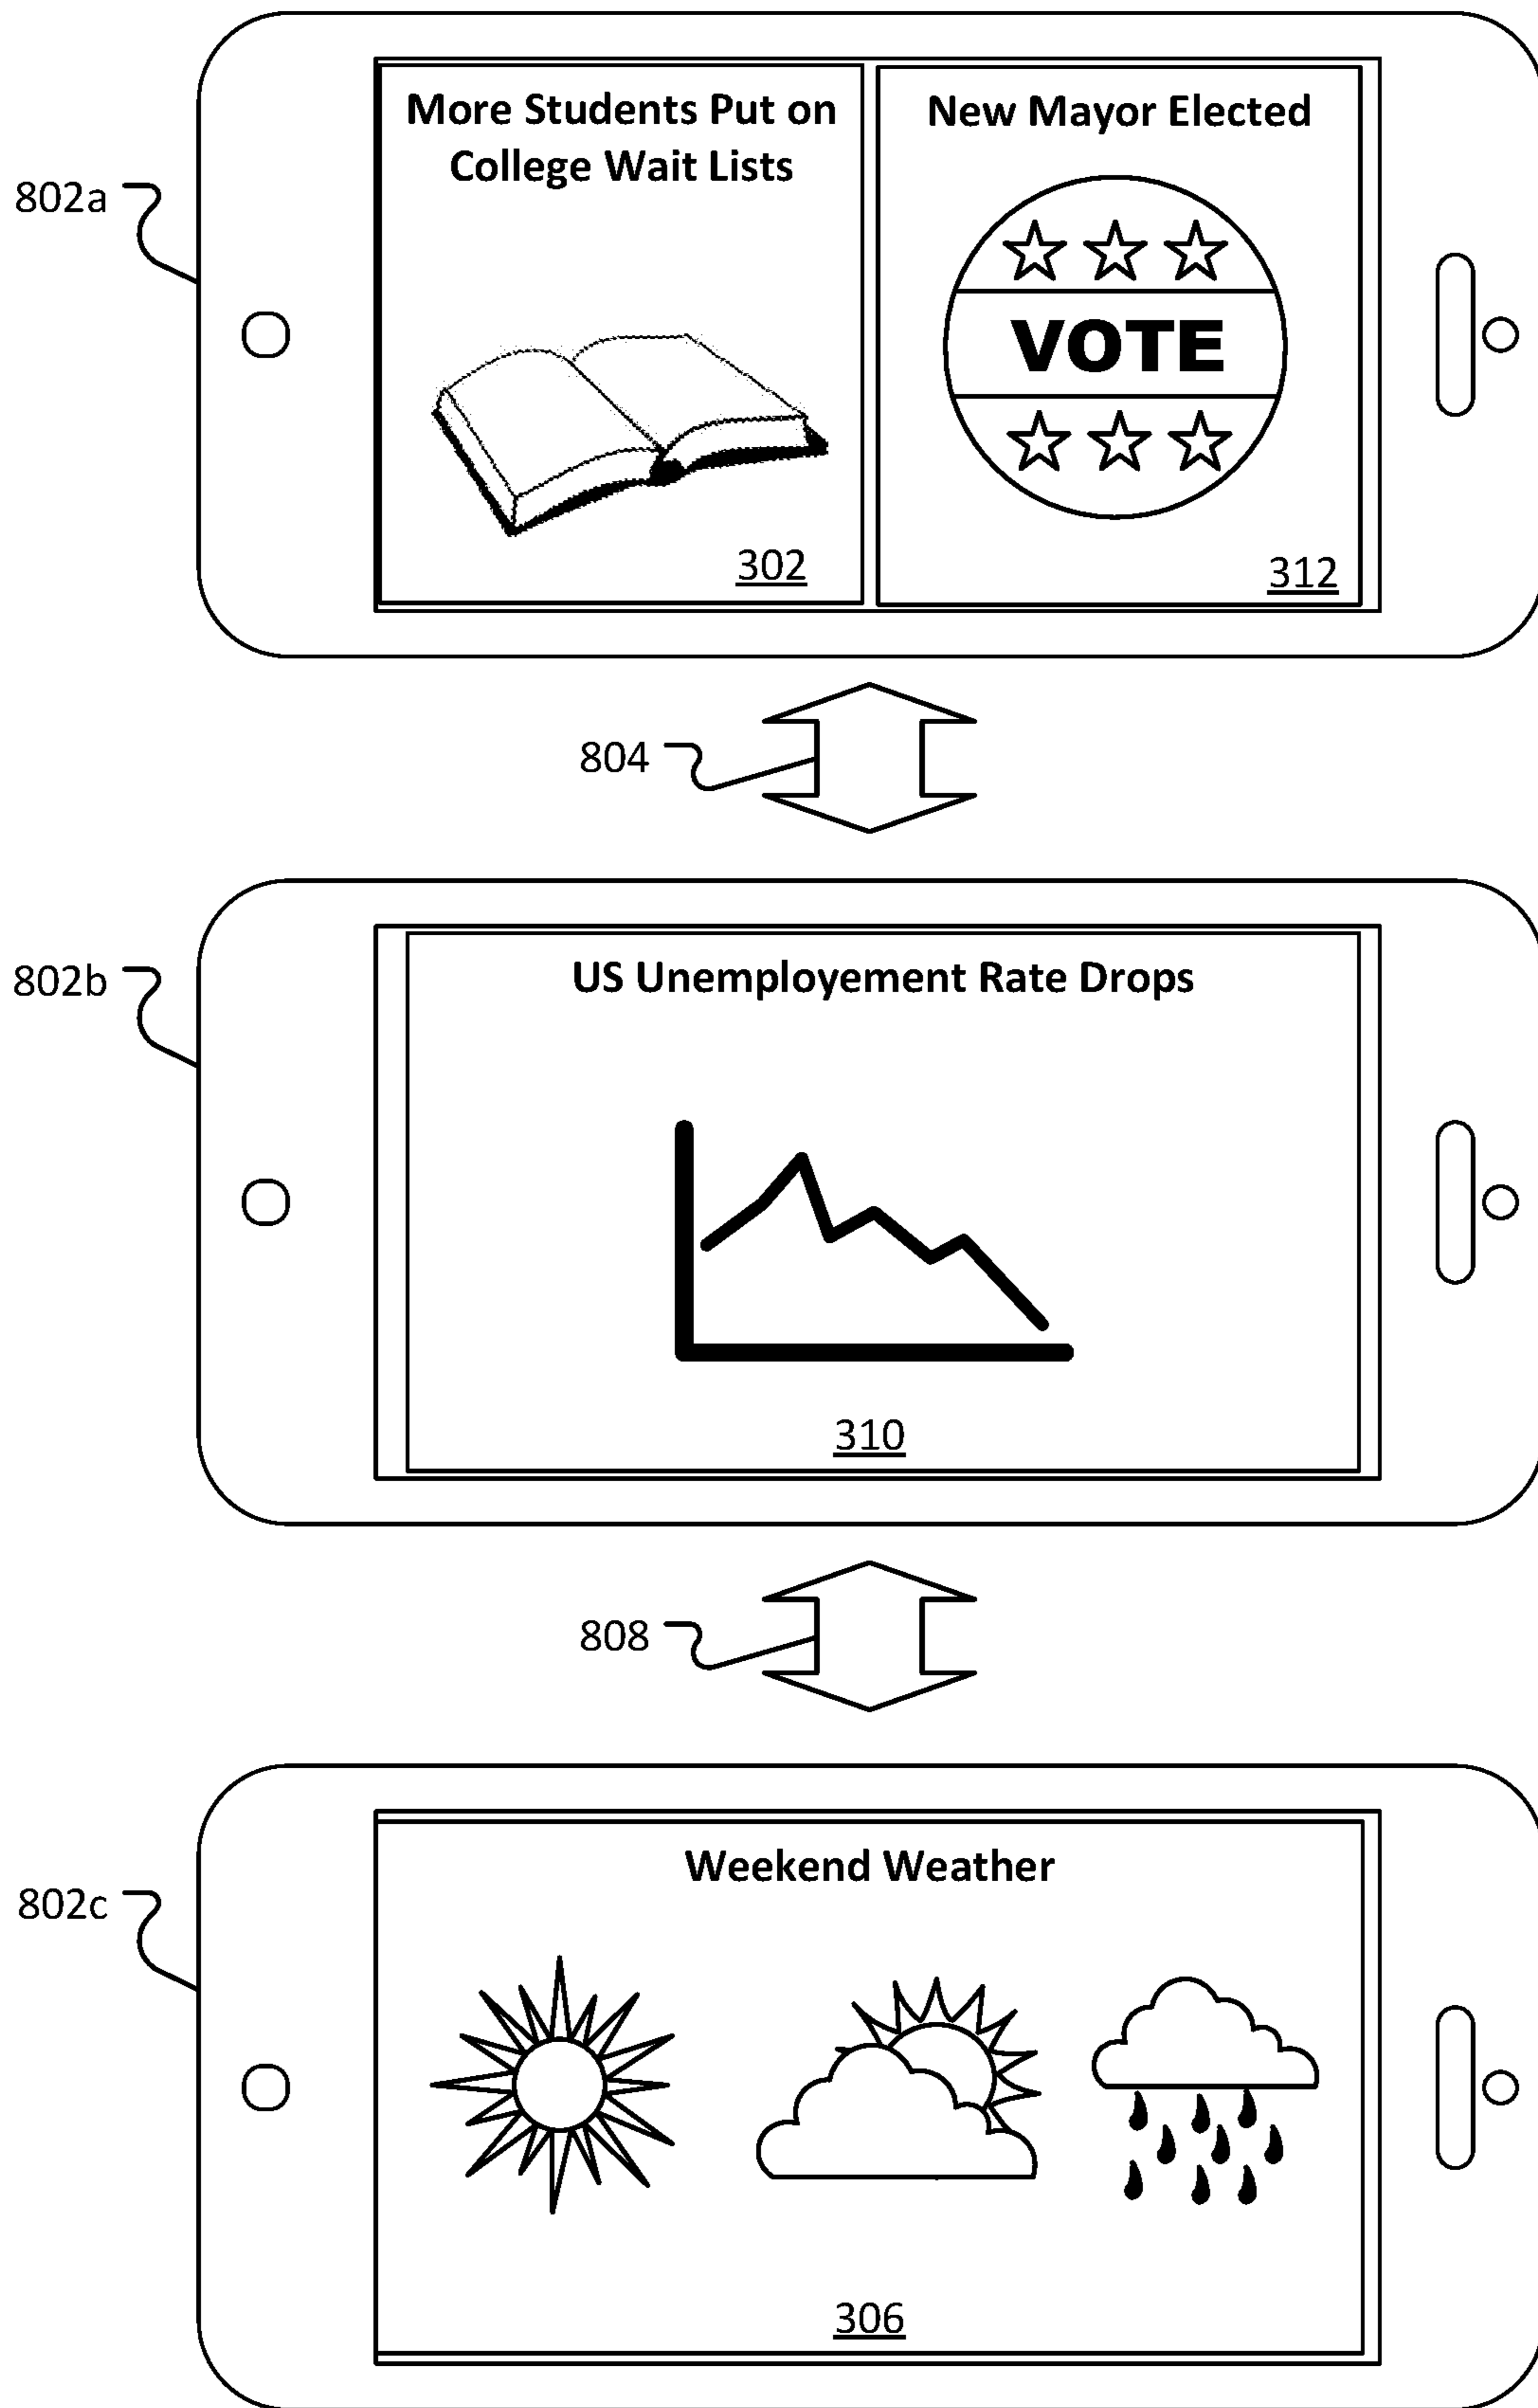 More Students Put on
College Wait Lists
New Mayor Elected
802a
VOTE
302
312
804
802b
US Unemployement Rate Drops
310
808
802c
Weekend Weather
306